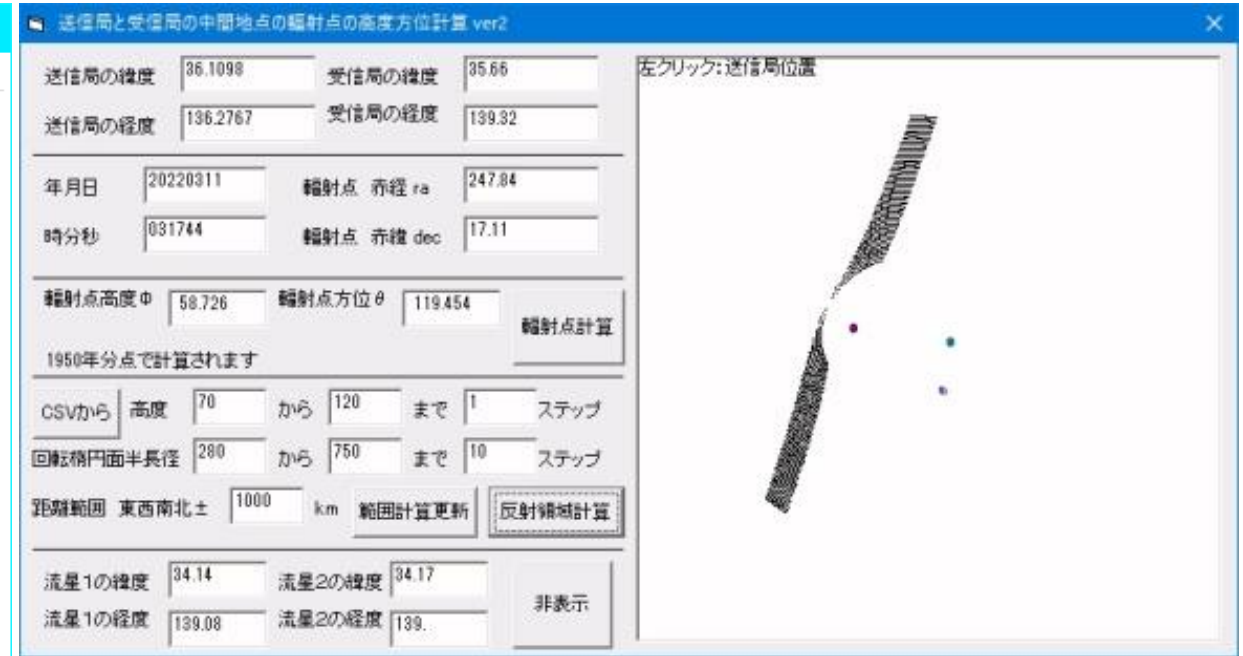 送信局と受信局の中間地点の輻射点の高度方位計算 ver2
送信局の緯度 36.1098 受信局の緯度 35.66
送信局の経度 136.2767 受信局の経度 139.32
年月日 20220311 輻射点 赤経 ra 247.84
時分秒 031744 輻射点 赤緯 dec 17.11
輻射点高度Φ 58.726 輻射点方位θ 119.454
輻射点計算
1950年分点で計算されます
CSVから 高度 70 から 120 まで 1 ステップ
回転楕円面半長径 280 から 750 まで 10 ステップ
距離範囲 東西南北± 1000 km 範囲計算更新 反射領域計算
流星1の緯度 34.14 流星2の緯度 34.17
非表示
流星1の経度 139.08 流星2の経度 139.
左クリック:送信局位置